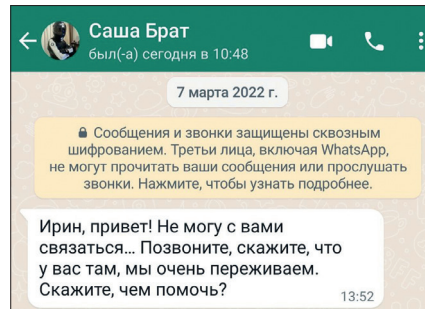 Саша Брат
был(-а) сегодня в 10:48
7 марта 2022 г.
Сообщения и звонки защищены сквозным
шифрованием. Третьи лица, включая WhatsApp,
не могут прочитать ваши сообщения или прослушать
звонки. Нажмите, чтобы узнать подробнее.
Ирин, привет! Не могу с вами
связаться... Позвоните, скажите, что
у вас там, мы очень переживаем.
Скажите, чем помочь?
13:52